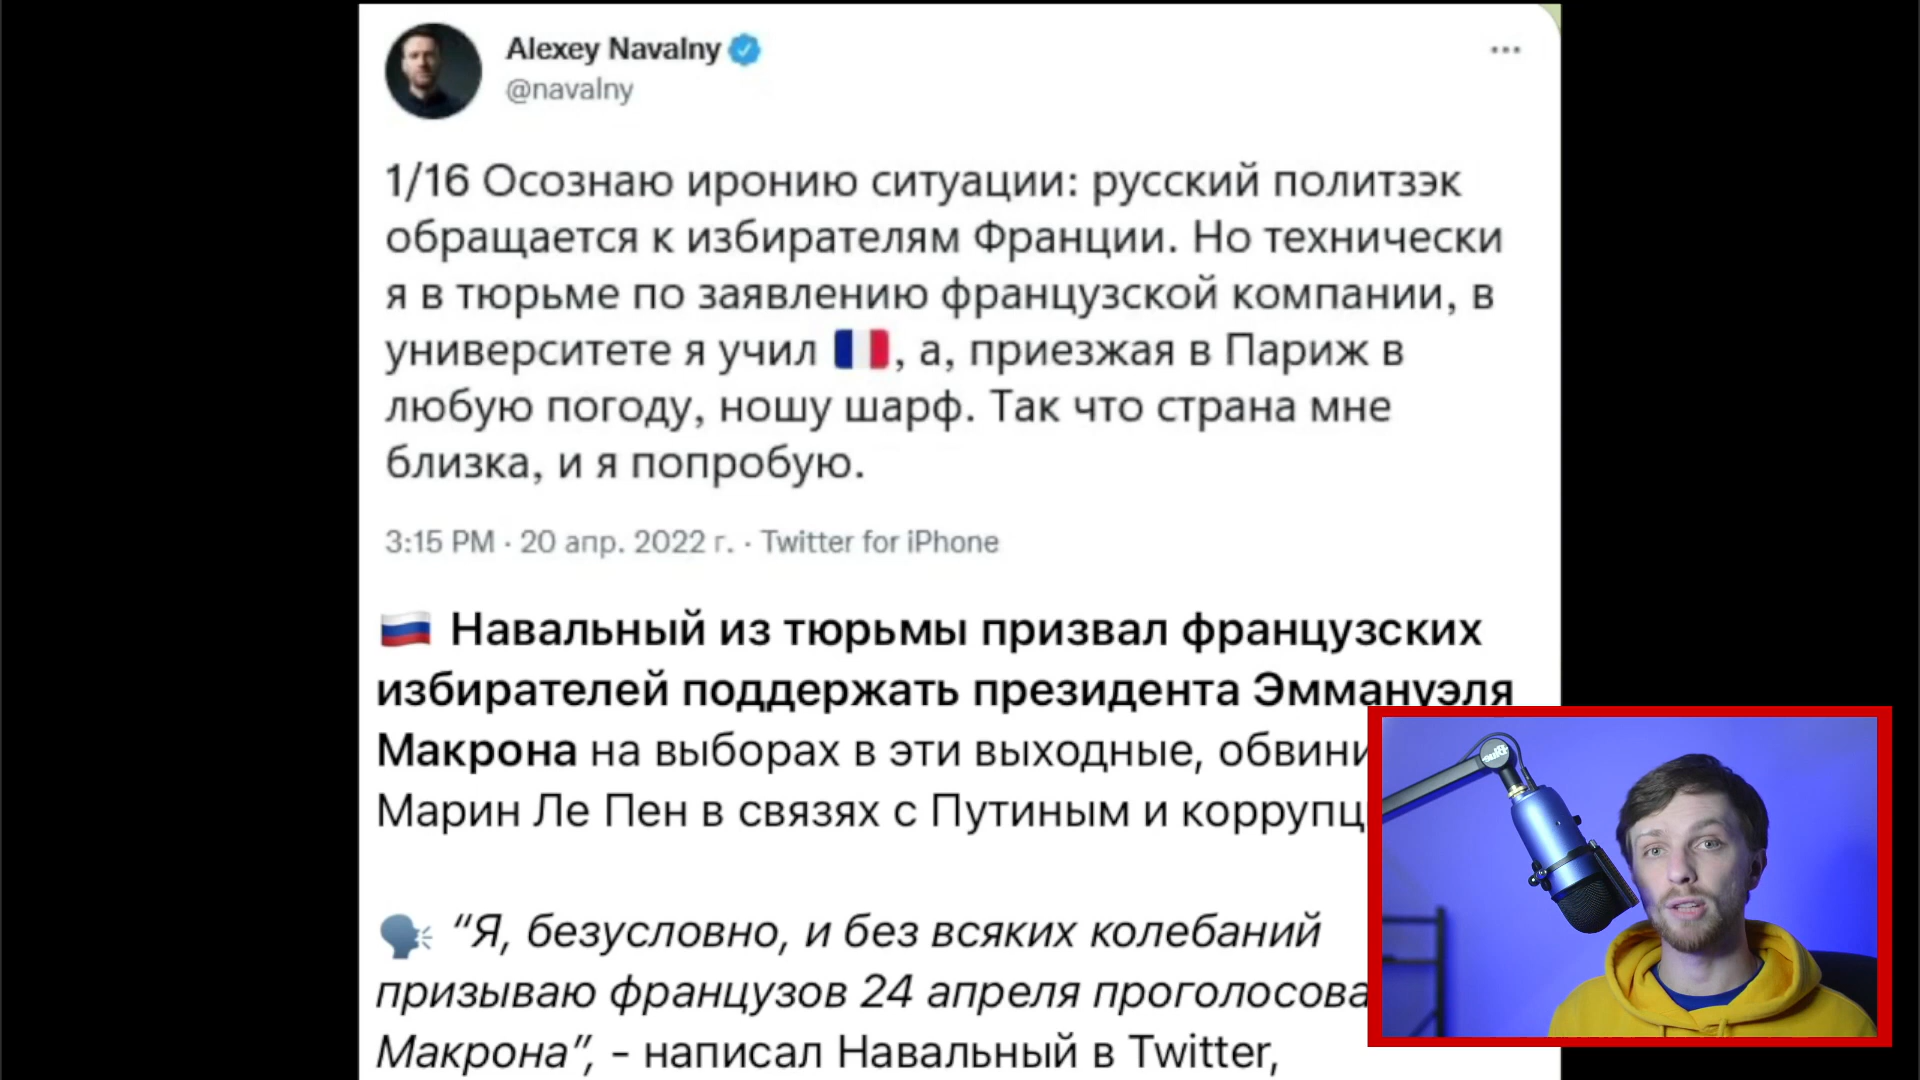 Alexey Navalny
@navalny
1/16 Осознаю иронию ситуации: русский политзэк
обращается к избирателям Франции. Но технически
я в тюрьме по заявлению французской компании, в
университете я учил 🇫🇷, а, приезжая в Париж в
любую погоду, ношу шарф. Так что страна мне
близка, и я попробую.
3:15 PM · 20 апр. 2022 г. · Twitter for iPhone
🇷🇺 Навальный из тюрьмы призвал французских
избирателей поддержать президента Эммануэля
Макрона на выборах в эти выходные, обвини
Марин Ле Пен в связях с Путиным и коррупц
🗣 “Я, безусловно, и без всяких колебаний
призываю французов 24 апреля проголосова
Макрона”, - написал Навальный в Twitter,